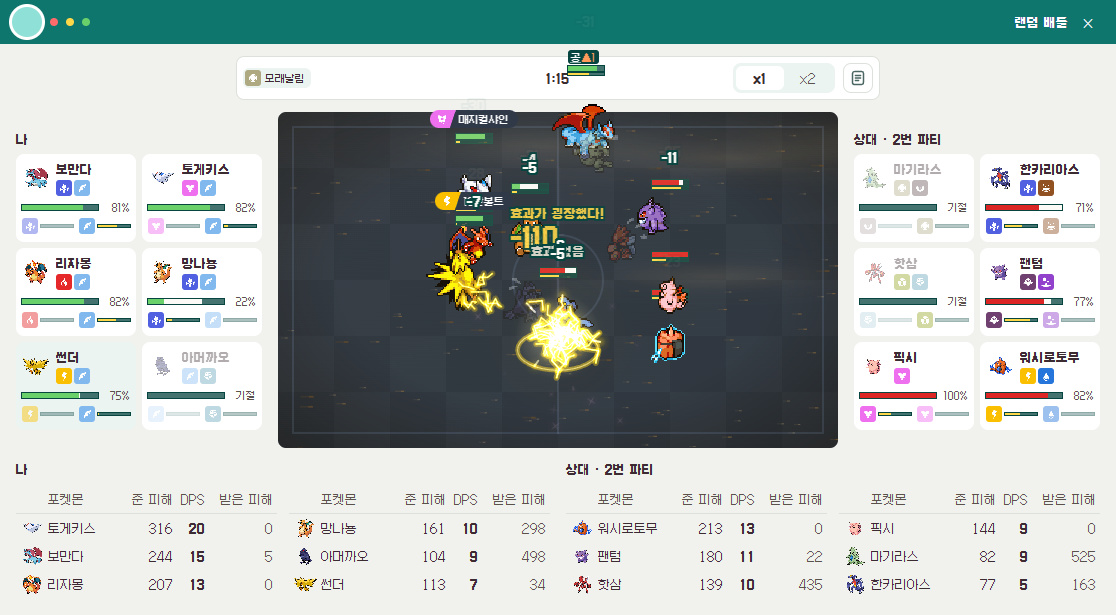 -31
랜덤 배틀
모래날림
1:15
공▲1
x1
x2
나
보만다
81%
토게키스
82%
리자몽
82%
망나뇽
22%
썬더
75%
아머까오
기절
매지컬샤인
-4
-5
-11
-7
볼트
효과가 굉장했다!
-110
-5
상대 · 2번 파티
마기라스
기절
한카리아스
71%
핫삼
기절
팬텀
77%
픽시
100%
워시로토무
82%
나
포켓몬 준 피해 DPS 받은 피해
토게키스 316 20 0
보만다 244 15 5
리자몽 207 13 0
포켓몬 준 피해 DPS 받은 피해
망나뇽 161 10 298
아머까오 104 9 498
썬더 113 7 34
상대 · 2번 파티
포켓몬 준 피해 DPS 받은 피해
워시로토무 213 13 0
팬텀 180 11 22
핫삼 139 10 435
포켓몬 준 피해 DPS 받은 피해
픽시 144 9 0
마기라스 82 9 525
한카리아스 77 5 163